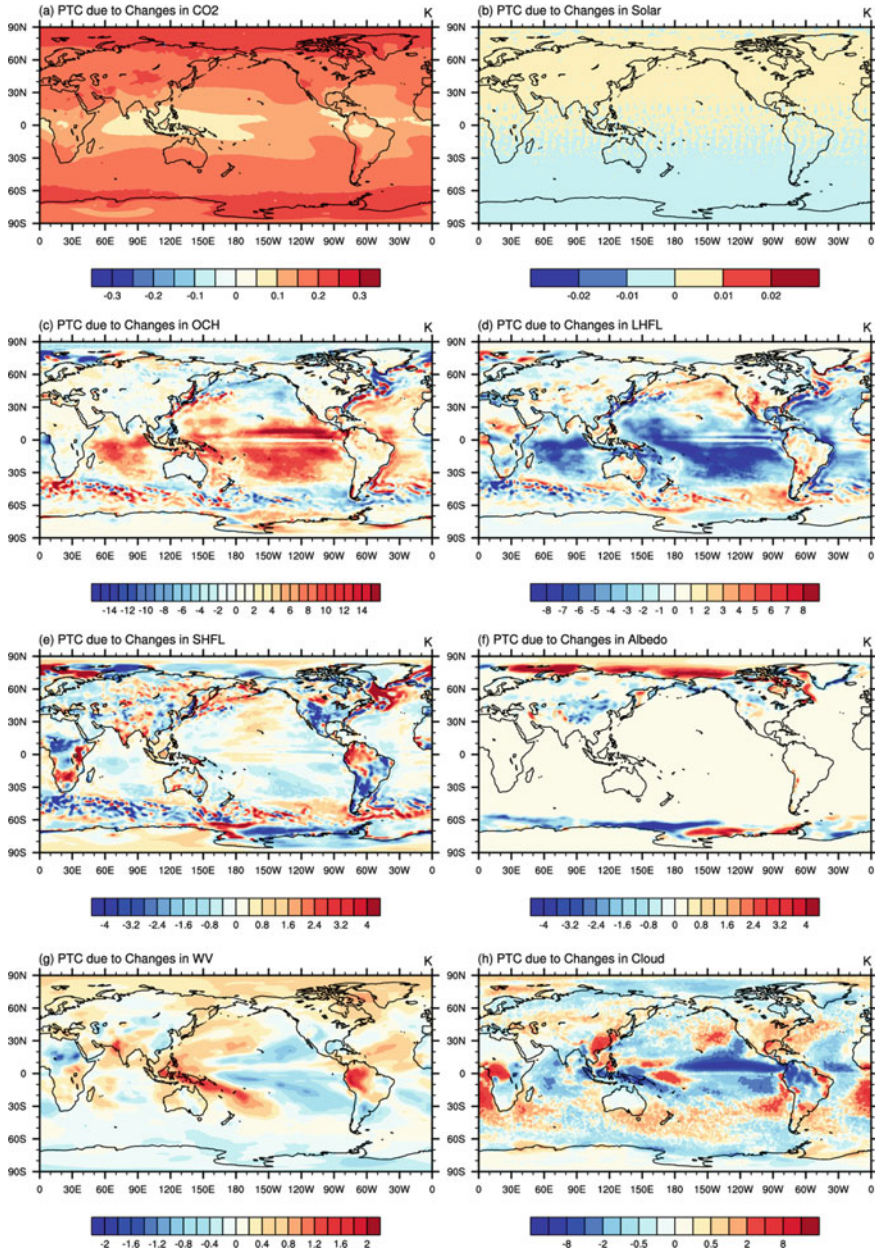 (a) PTC due to Changes in CO2 K
90N
60N
30N
0
30S
60S
90S
0 30E 60E 90E 120E 150E 180 150W 120W 90W 60W 30W 0
-0.3 -0.2 -0.1 0 0.1 0.2 0.3
(b) PTC due to Changes in Solar K
90N
60N
30N
0
30S
60S
90S
0 30E 60E 90E 120E 150E 180 150W 120W 90W 60W 30W 0
-0.02 -0.01 0 0.01 0.02
(c) PTC due to Changes in OCH K
90N
60N
30N
0
30S
60S
90S
0 30E 60E 90E 120E 150E 180 150W 120W 90W 60W 30W 0
-14 -12 -10 -8 -6 -4 -2 0 2 4 6 8 10 12 14
(d) PTC due to Changes in LHFL K
90N
60N
30N
0
30S
60S
90S
0 30E 60E 90E 120E 150E 180 150W 120W 90W 60W 30W 0
-8 -7 -6 -5 -4 -3 -2 -1 0 1 2 3 4 5 6 7 8
(e) PTC due to Changes in SHFL K
90N
60N
30N
0
30S
60S
90S
0 30E 60E 90E 120E 150E 180 150W 120W 90W 60W 30W 0
-4 -3.2 -2.4 -1.6 -0.8 0 0.8 1.6 2.4 3.2 4
(f) PTC due to Changes in Albedo K
90N
60N
30N
0
30S
60S
90S
0 30E 60E 90E 120E 150E 180 150W 120W 90W 60W 30W 0
-4 -3.2 -2.4 -1.6 -0.8 0 0.8 1.6 2.4 3.2 4
(g) PTC due to Changes in WV K
90N
60N
30N
0
30S
60S
90S
0 30E 60E 90E 120E 150E 180 150W 120W 90W 60W 30W 0
-2 -1.6 -1.2 -0.8 -0.4 0 0.5 0.8 1.2 1.6 2
(h) PTC due to Changes in Cloud K
90N
60N
30N
0
30S
60S
90S
0 30E 60E 90E 120E 150E 180 150W 120W 90W 60W 30W 0
-8 -2 -0.5 0 0.5 2 8